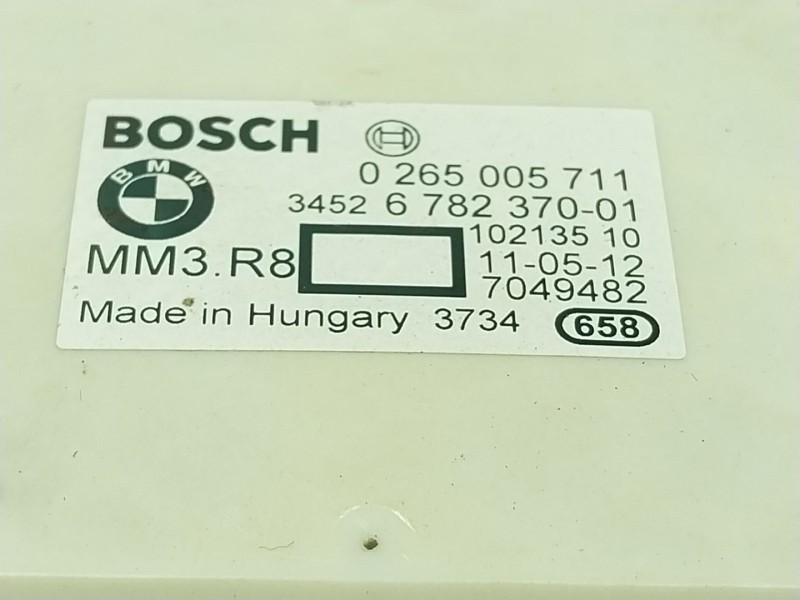 BOSCH
0 265 005 711
BMW
3452 6 782 370-01
102135 10
MM3.R8
11-05-12
7049482
Made in Hungary 3734 658